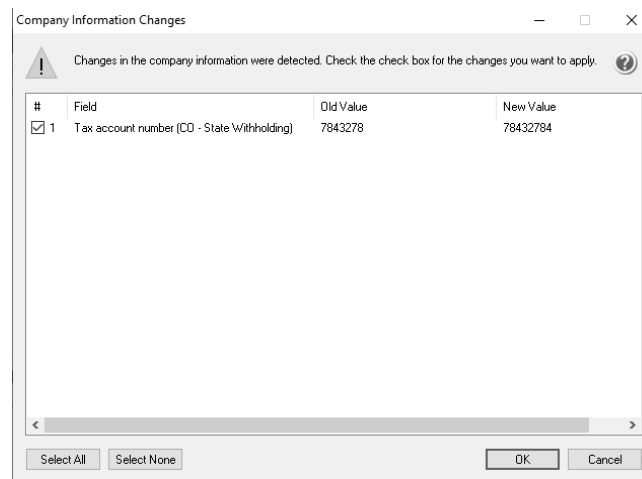 Company Information Changes
Changes in the company information were detected. Check the check box for the changes you want to apply.
# Field Old Value New Value
1 Tax account number (CO - State Withholding) 7843278 78432784
Select All Select None OK Cancel